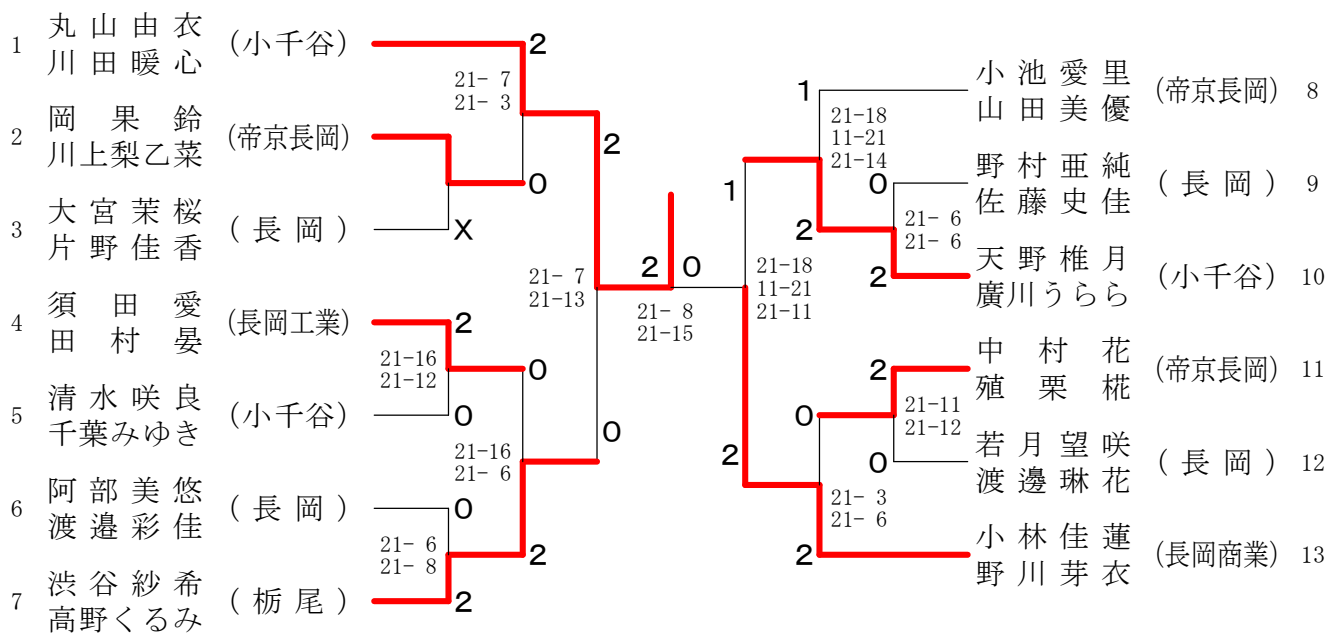 1 丸山由衣 川田暖心 (小千谷) 2
21- 7
21- 3
2 岡果鈴 川上梨乙菜 (帝京長岡) 0
3 大宮茉桜 片野佳香 (長岡) X
2
21- 7
21-13
4 須田愛 田村晏 (長岡工業) 2
21-16
21-12
0
5 清水咲良 千葉みゆき (小千谷) 0
21-16
21- 6
0
6 阿部美悠 渡邉彩佳 (長岡) 0
21- 6
21- 8
2
7 渋谷紗希 高野くるみ (栃尾) 2
2 0
21- 8
21-15
1 小池愛里 山田美優 (帝京長岡) 8
21-18
11-21
21-14
1
0 野村亜純 佐藤史佳 (長岡) 9
21- 6
21- 6
2
2 天野椎月 廣川うらら (小千谷) 10
21-18
11-21
21-11
2 中村花 殖栗椛 (帝京長岡) 11
21-11
21-12
0
0 若月望咲 渡邊琳花 (長岡) 12
2
21- 3
21- 6
2 小林佳蓮 野川芽衣 (長岡商業) 13